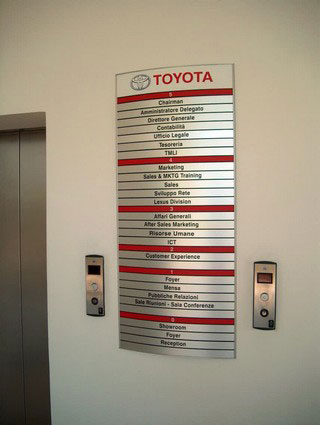 TOYOTA
5
Chairman
Amministratore Delegato
Direttore Generale
Contabilità
Ufficio Legale
Tesoreria
TMLI
4
Marketing
Sales & MKTG Training
Sales
Sviluppo Rete
Lexus Division
3
Affari Generali
After Sales Marketing
Risorse Umane
ICT
2
Customer Experience
1
Foyer
Mensa
Pubbliche Relazioni
Sale Riunioni - Sala Conferenze
0
Showroom
Foyer
Reception